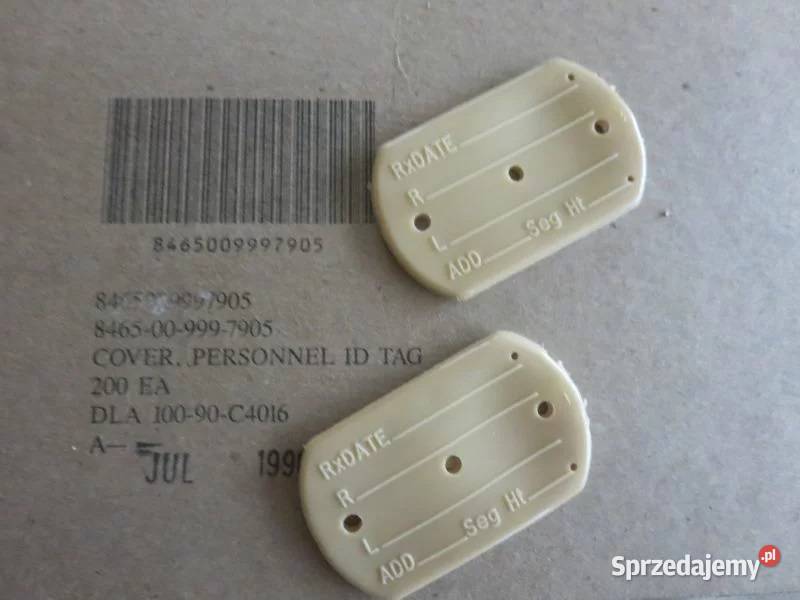 8465009997905
8465-00-999-7905
COVER, PERSONNEL ID TAG
200 EA
DLA 100-90-C4016
A—
JUL
RxDATE
R
L
ADD Seg Ht
RxDATE
R
L
ADD Seg Ht
Sprzedajemy.pl